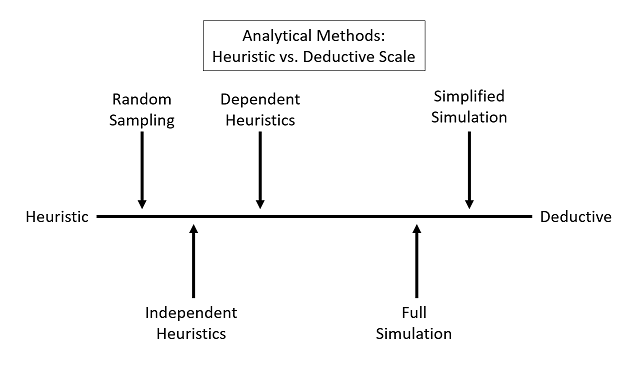 Analytical Methods:
Heuristic vs. Deductive Scale
Random
Sampling
Dependent
Heuristics
Simplified
Simulation
Heuristic
Deductive
Independent
Heuristics
Full
Simulation